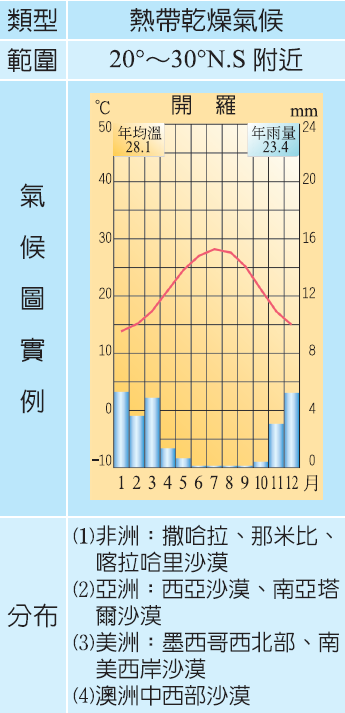 類型 熱帶乾燥氣候
範圍 20°～30°N.S 附近
氣候圖實例
℃ 開羅 mm
年均溫 28.1
年雨量 23.4
50 24
40 20
30 16
20 12
10 8
0 4
-10 0
1 2 3 4 5 6 7 8 9 10 11 12 月
分布
(1)非洲：撒哈拉、那米比、
喀拉哈里沙漠
(2)亞洲：西亞沙漠、南亞塔
爾沙漠
(3)美洲：墨西哥西北部、南
美西岸沙漠
(4)澳洲中西部沙漠